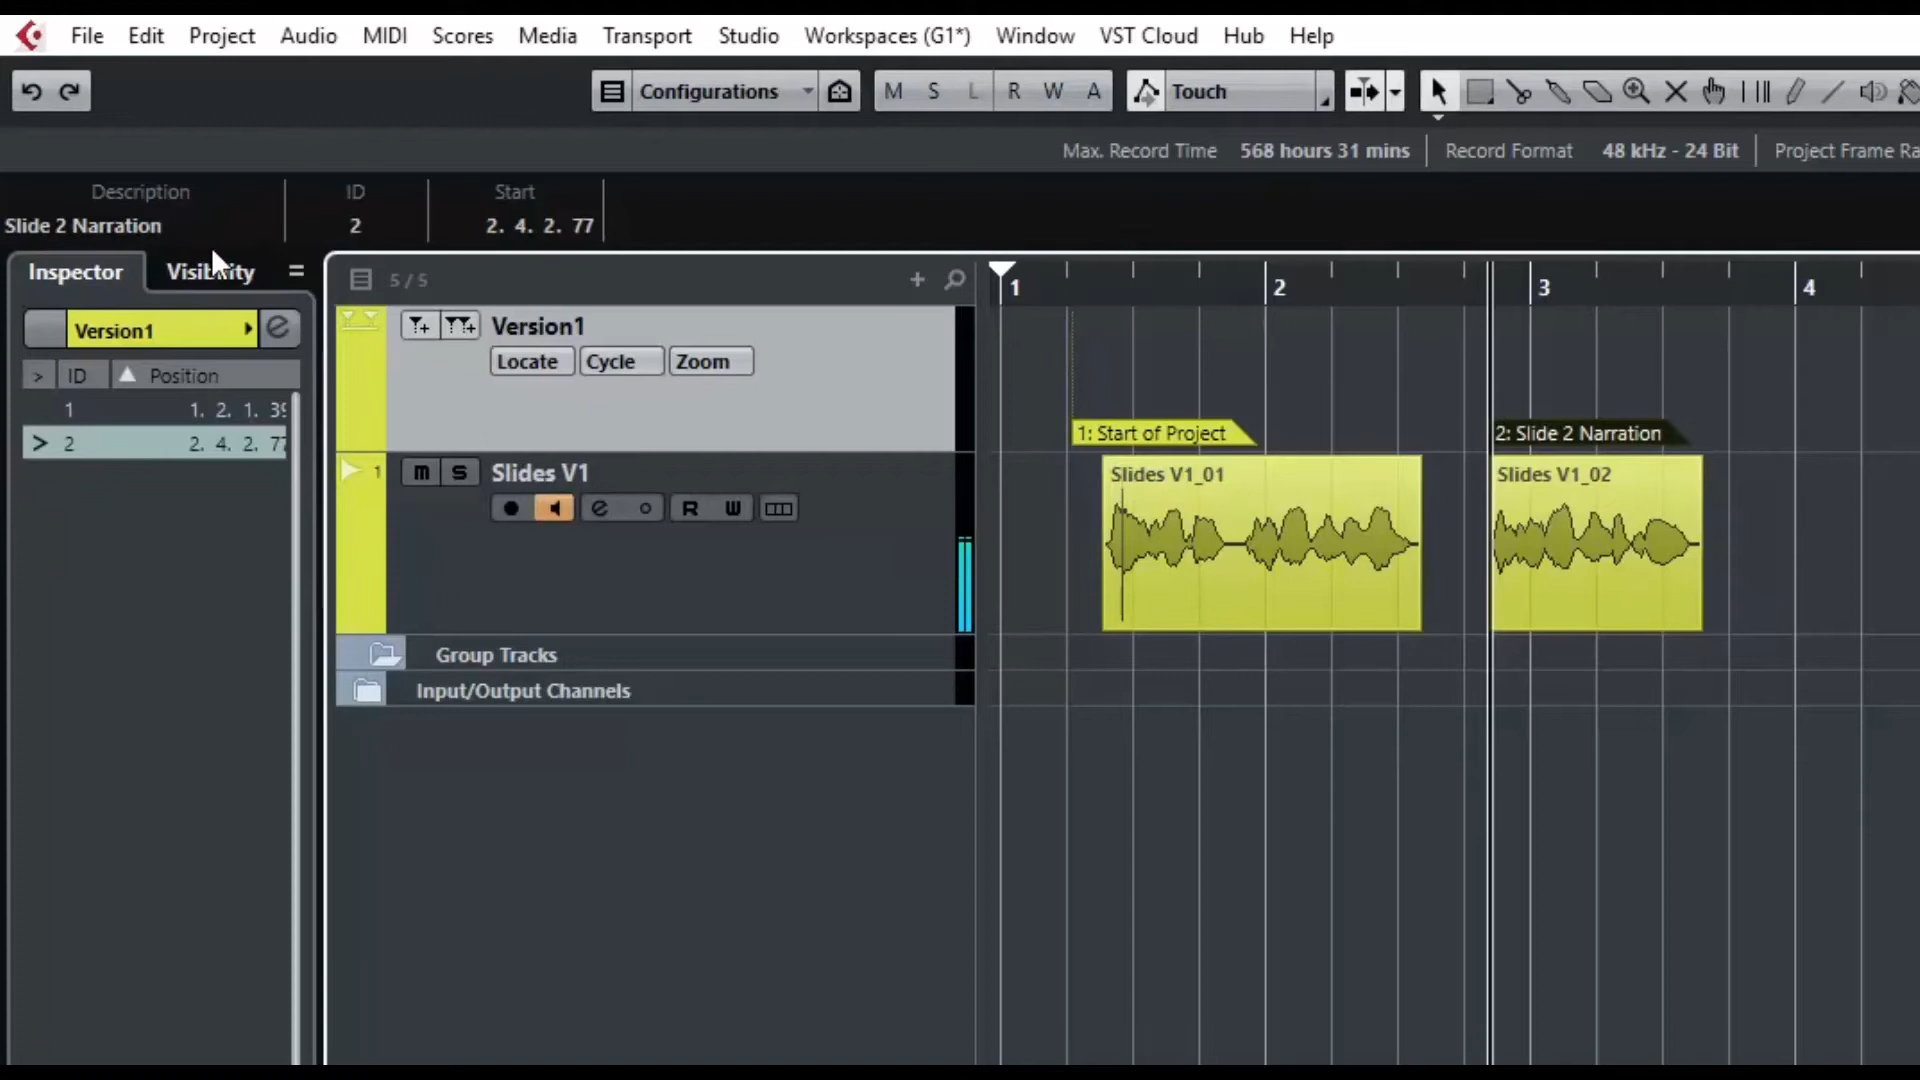 File Edit Project Audio MIDI Scores Media Transport Studio Workspaces (G1*) Window VST Cloud Hub Help
Configurations M S L R W A Touch
Max. Record Time 568 hours 31 mins Record Format 48 kHz - 24 Bit Project Frame Ra
Description ID Start
Slide 2 Narration 2 2. 4. 2. 77
Inspector Visibility
5 / 5
1 2 3 4
Version1
Version1
Locate Cycle Zoom
> ID Position
1 1. 2. 1. 39
> 2 2. 4. 2. 77
1: Start of Project 2: Slide 2 Narration
1 m S Slides V1
Slides V1_01 Slides V1_02
e R W
Group Tracks
Input/Output Channels